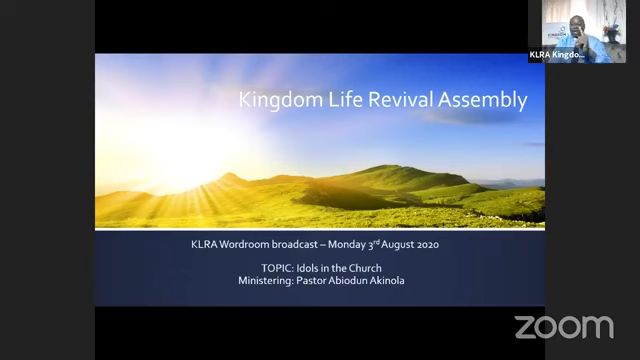 KLRA Kingdo...
Kingdom Life Revival Assembly
KLRA Wordroom broadcast – Monday 3rd August 2020
TOPIC: Idols in the Church
Ministering: Pastor Abiodun Akinola
zoom